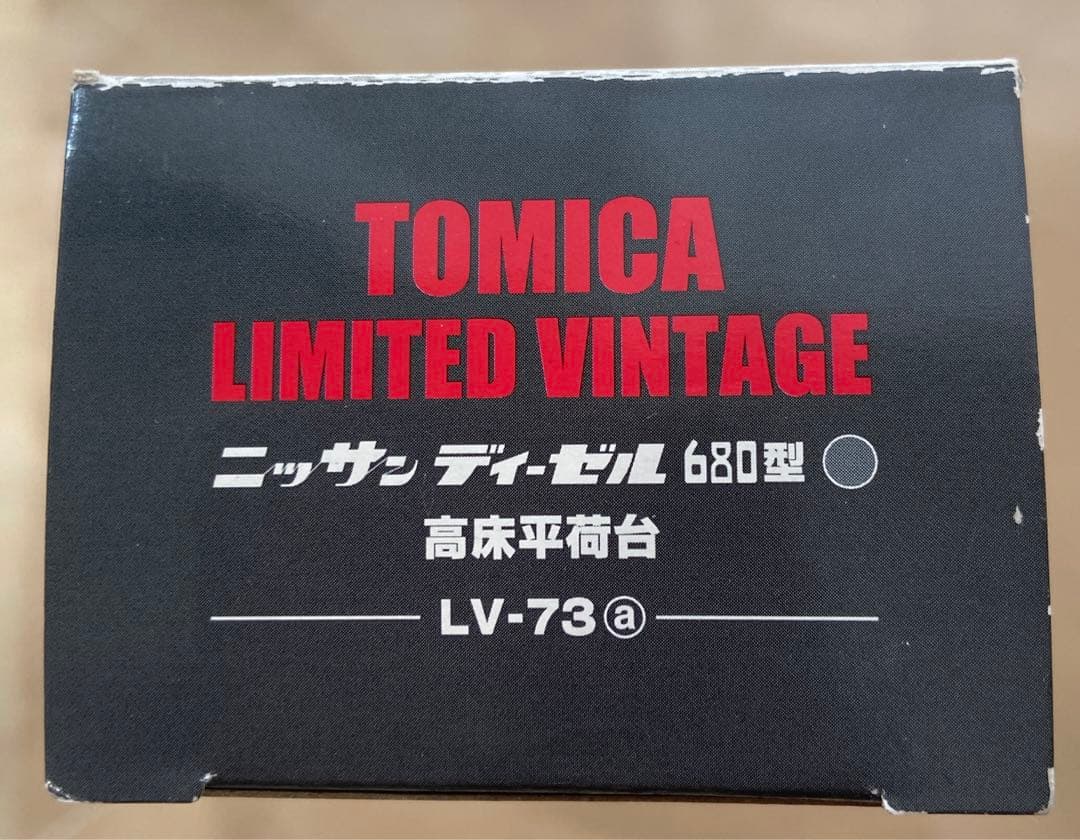 TOMICA
LIMITED VINTAGE
ニッサン ディーゼル 680型
高床平荷台
LV-73ⓐ